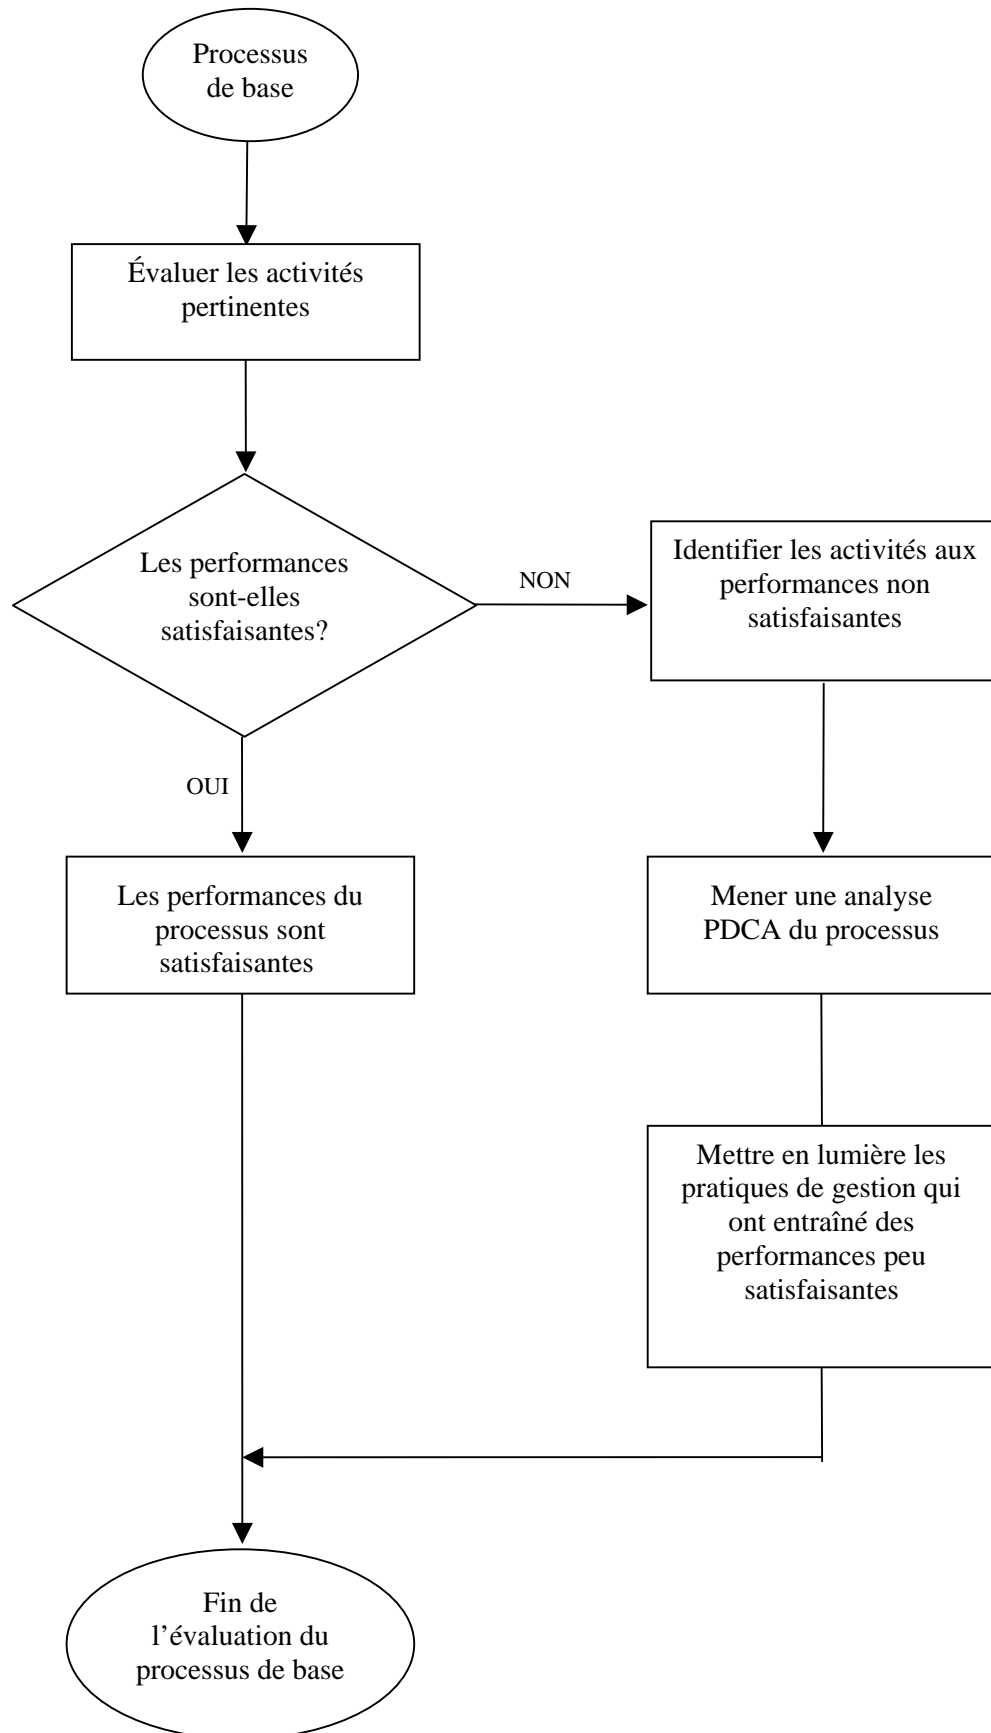 Processus
de base
Évaluer les activités
pertinentes
Les performances
sont-elles
satisfaisantes?
NON
Identifier les activités aux
performances non
satisfaisantes
OUI
Les performances du
processus sont
satisfaisantes
Mener une analyse
PDCA du processus
Mettre en lumière les
pratiques de gestion qui
ont entraîné des
performances peu
satisfaisantes
Fin de
l’évaluation du
processus de base